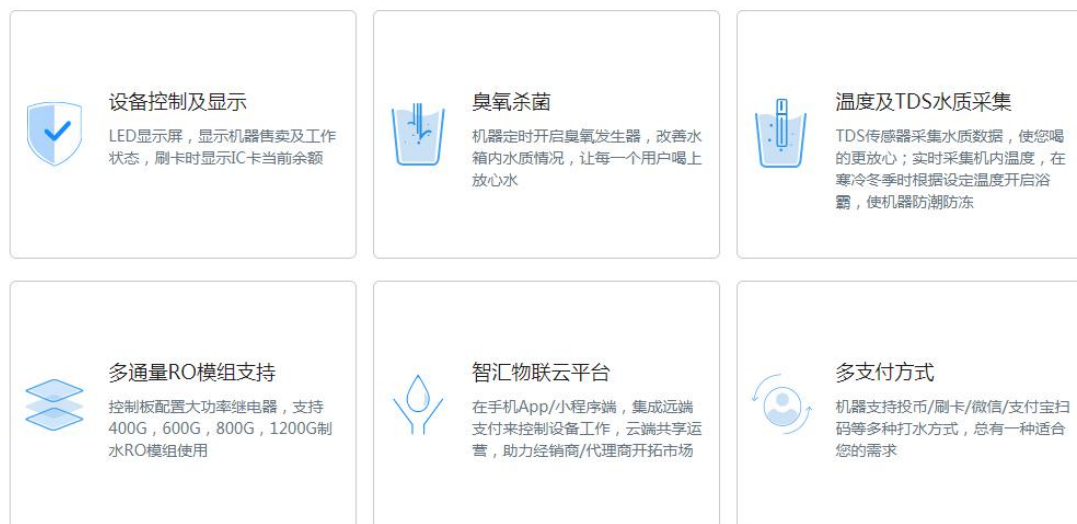 设备控制及显示
LED显示屏，显示机器售卖及工作
状态，刷卡时显示IC卡当前余额
臭氧杀菌
机器定时开启臭氧发生器，改善水
箱内水质情况，让每一个用户喝上
放心水
温度及TDS水质采集
TDS传感器采集水质数据，使您喝
的更放心；实时采集机内温度，在
寒冷冬季时根据设定温度开启浴
霸，使机器防潮防冻
多通量RO模组支持
控制板配置大功率继电器，支持
400G，600G，800G，1200G制
水RO模组使用
智汇物联云平台
在手机App/小程序端，集成远端
支付来控制设备工作，云端共享运
营，助力经销商/代理商开拓市场
多支付方式
机器支持投币/刷卡/微信/支付宝扫
码等多种打水方式，总有一种适合
您的需求